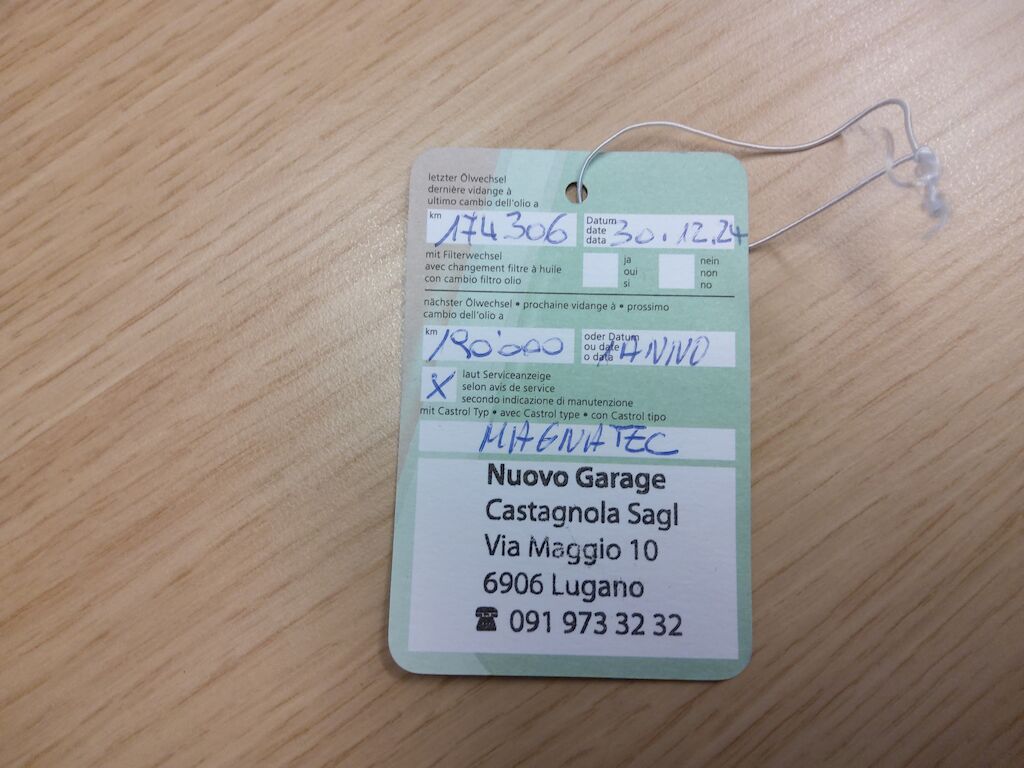 letzter Ölwechsel
dernière vidange à
ultimo cambio dell'olio a
km 174306
Datum
date
data
30.12.24
mit Filterwechsel
avec changement filtre à huile
con cambio filtro olio
ja
oui
si
nein
non
no
nächster Ölwechsel • prochaine vidange à • prossimo
cambio dell'olio a
km 190'000
oder Datum
ou date
o data
1 ANNO
X
laut Serviceanzeige
selon avis de service
secondo indicazione di manutenzione
mit Castrol Typ • avec Castrol type • con Castrol tipo
MAGNATEC
Nuovo Garage
Castagnola Sagl
Via Maggio 10
6906 Lugano
☎ 091 973 32 32